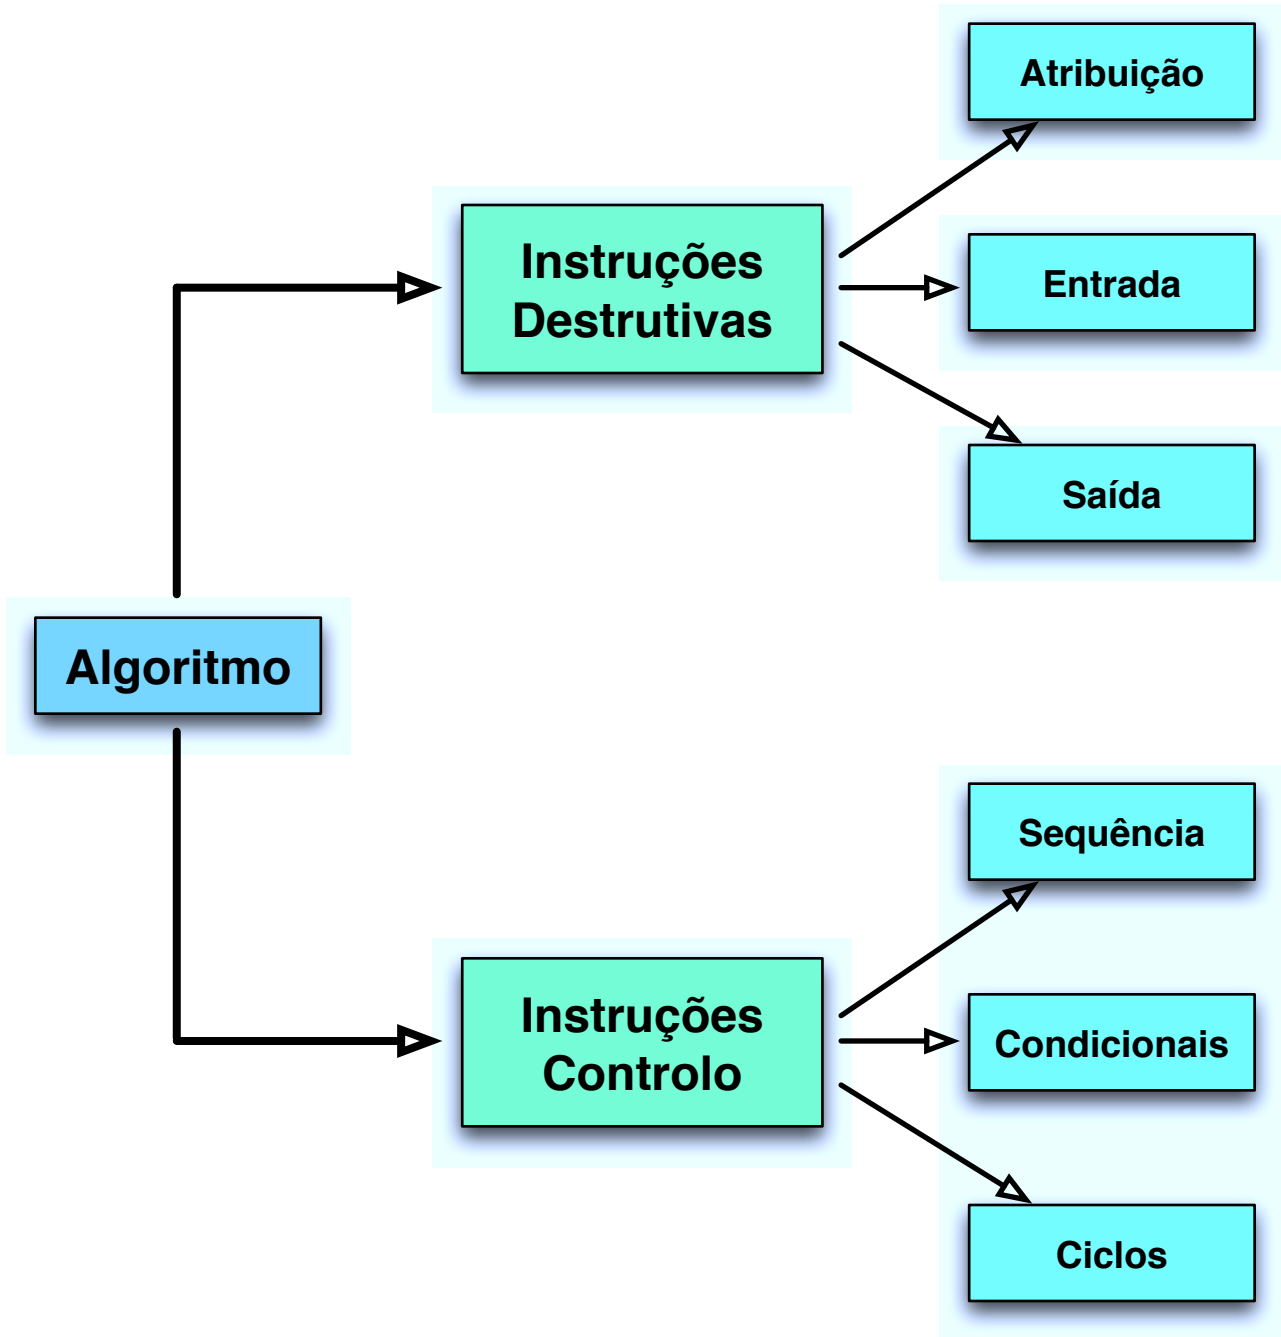 Atribuição
Instruções
Destrutivas
Entrada
Saída
Algoritmo
Sequência
Instruções
Controlo
Condicionais
Ciclos